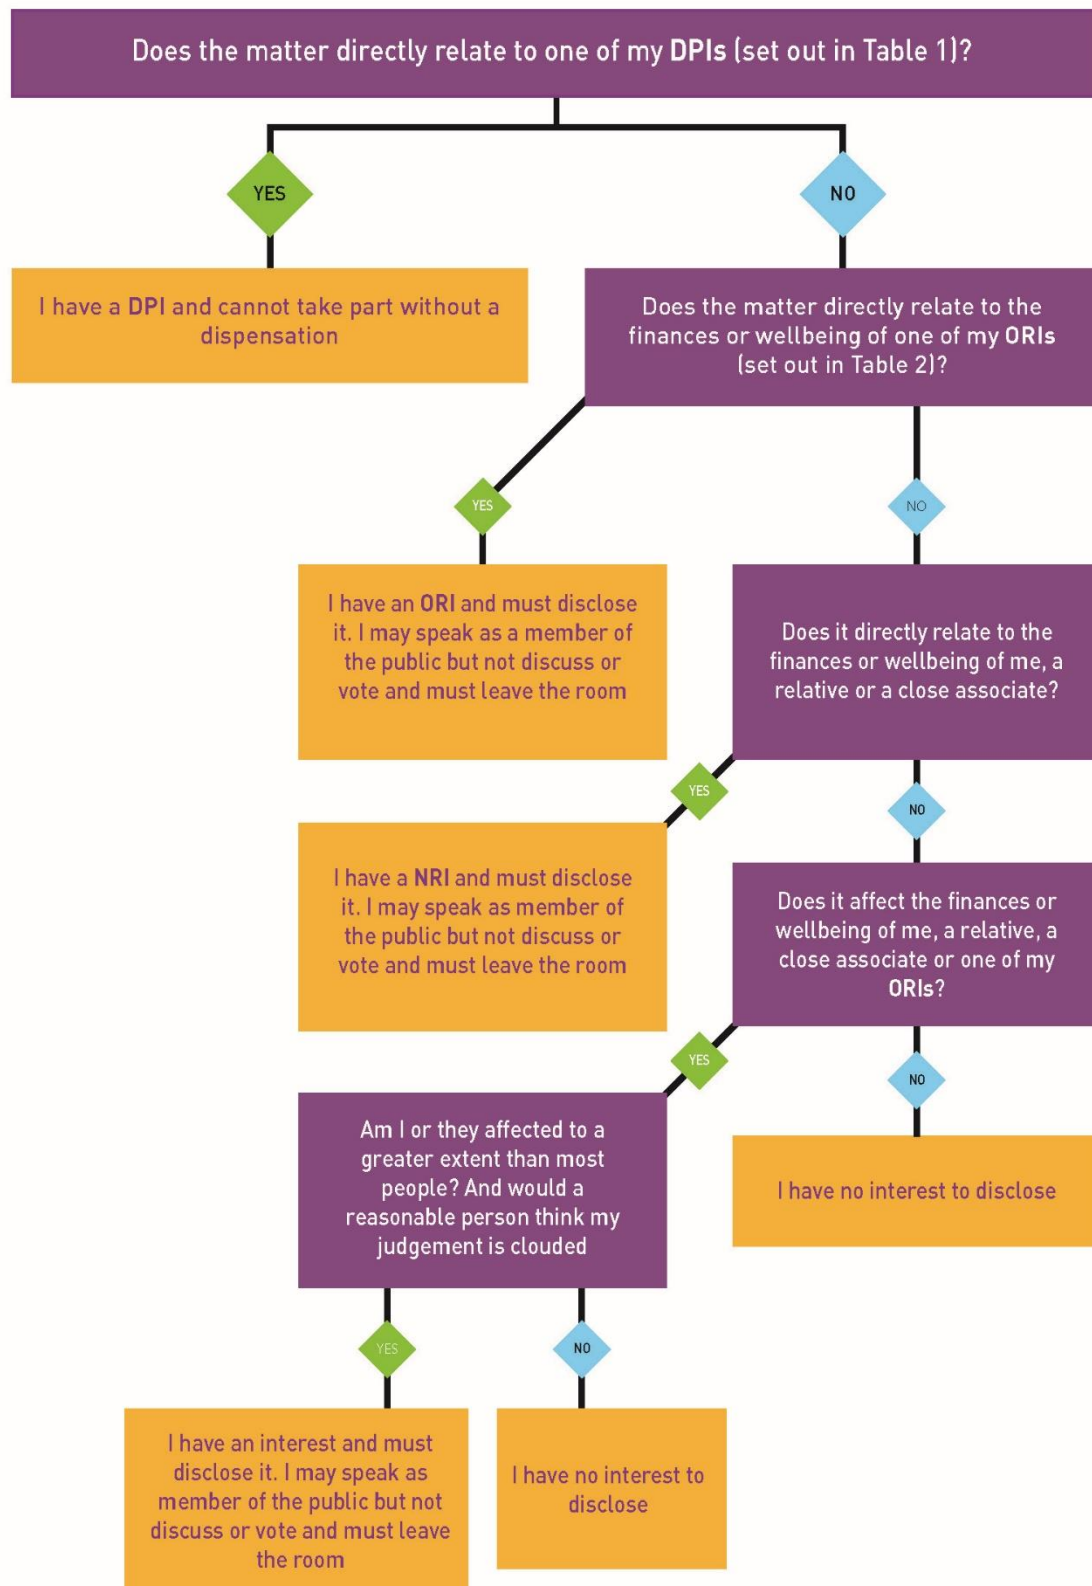 Does the matter directly relate to one of my DPIs (set out in Table 1)?
YES
NO
I have a DPI and cannot take part without a
dispensation
Does the matter directly relate to the
finances or wellbeing of one of my ORIs
(set out in Table 2)?
YES
NO
I have an ORI and must disclose
it. I may speak as a member of
the public but not discuss or
vote and must leave the room
Does it directly relate to the
finances or wellbeing of me, a
relative or a close associate?
YES
NO
I have a NRI and must disclose
it. I may speak as member of
the public but not discuss or
vote and must leave the room
Does it affect the finances or
wellbeing of me, a relative, a
close associate or one of my
ORIs?
YES
NO
Am I or they affected to a
greater extent than most
people? And would a
reasonable person think my
judgement is clouded
I have no interest to disclose
YES
NO
I have an interest and must
disclose it. I may speak as
member of the public but not
discuss or vote and must leave
the room
I have no interest to
disclose